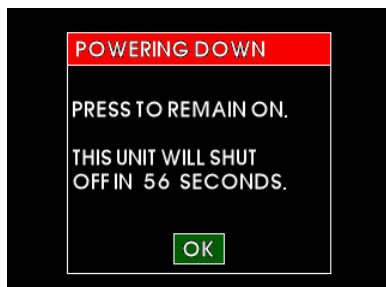 POWERING DOWN
PRESS TO REMAIN ON.
THIS UNIT WILL SHUT
OFF IN 56 SECONDS.
OK